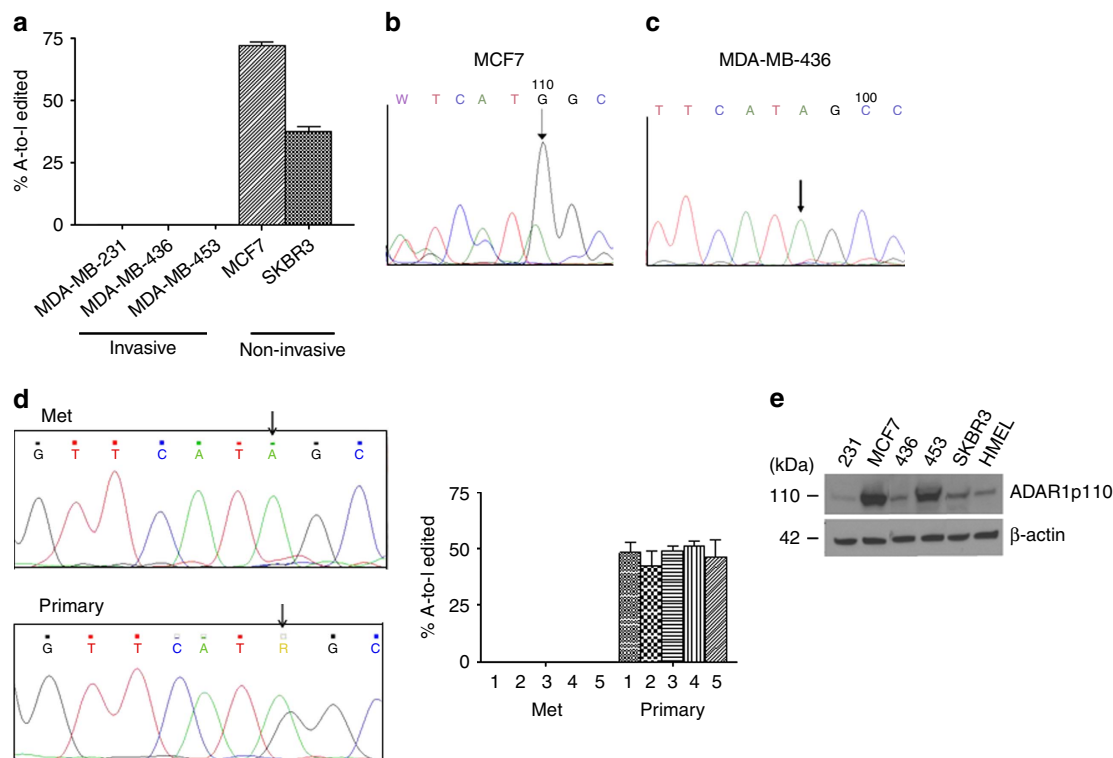 a
75
50
25
0
% A-to-I edited
MDA-MB-231
MDA-MB-436
MDA-MB-453
MCF7
SKBR3
Invasive
Non-invasive
b
MCF7
110
W T C A T G G C
c
MDA-MB-436
100
T T C A T A G C C
d
Met
G T T C A T A G C
Primary
G T T C A T R G C
75
50
25
0
% A-to-I edited
1 2 3 4 5 1 2 3 4 5
Met Primary
e
231 MCF7 436 453 SKBR3 HMEL
(kDa)
110 – ADAR1p110
42 – β-actin